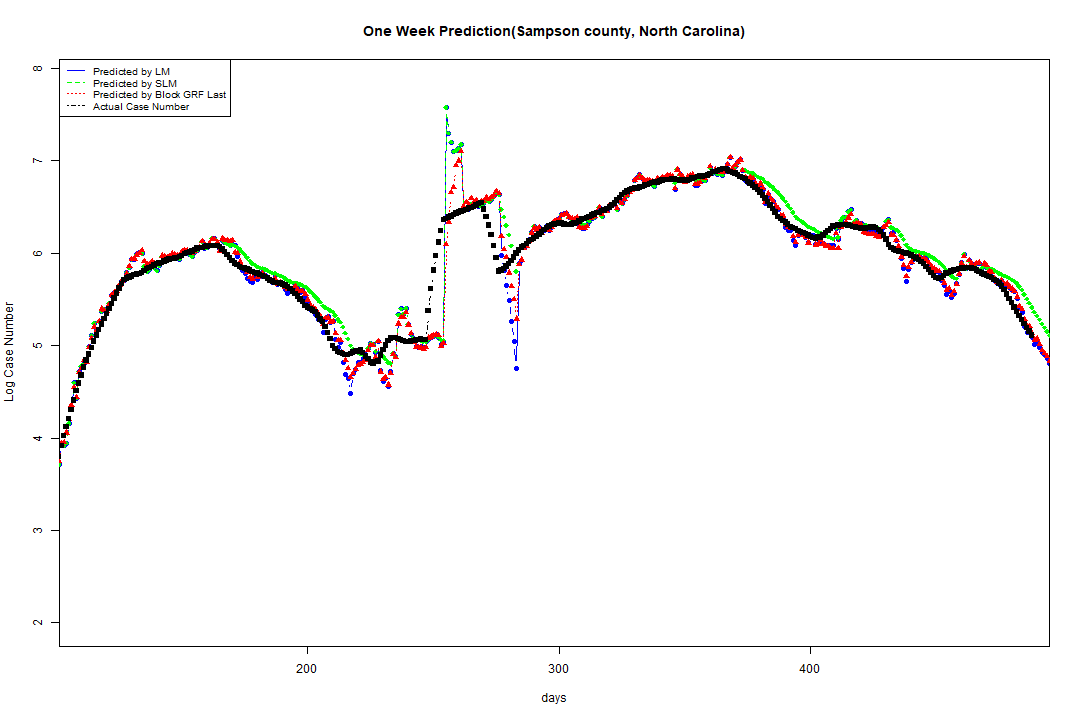 One Week Prediction(Sampson county, North Carolina)
Predicted by LM
Predicted by SLM
Predicted by Block GRF Last
Actual Case Number
8
7
6
5
4
3
2
Log Case Number
200 300 400
days